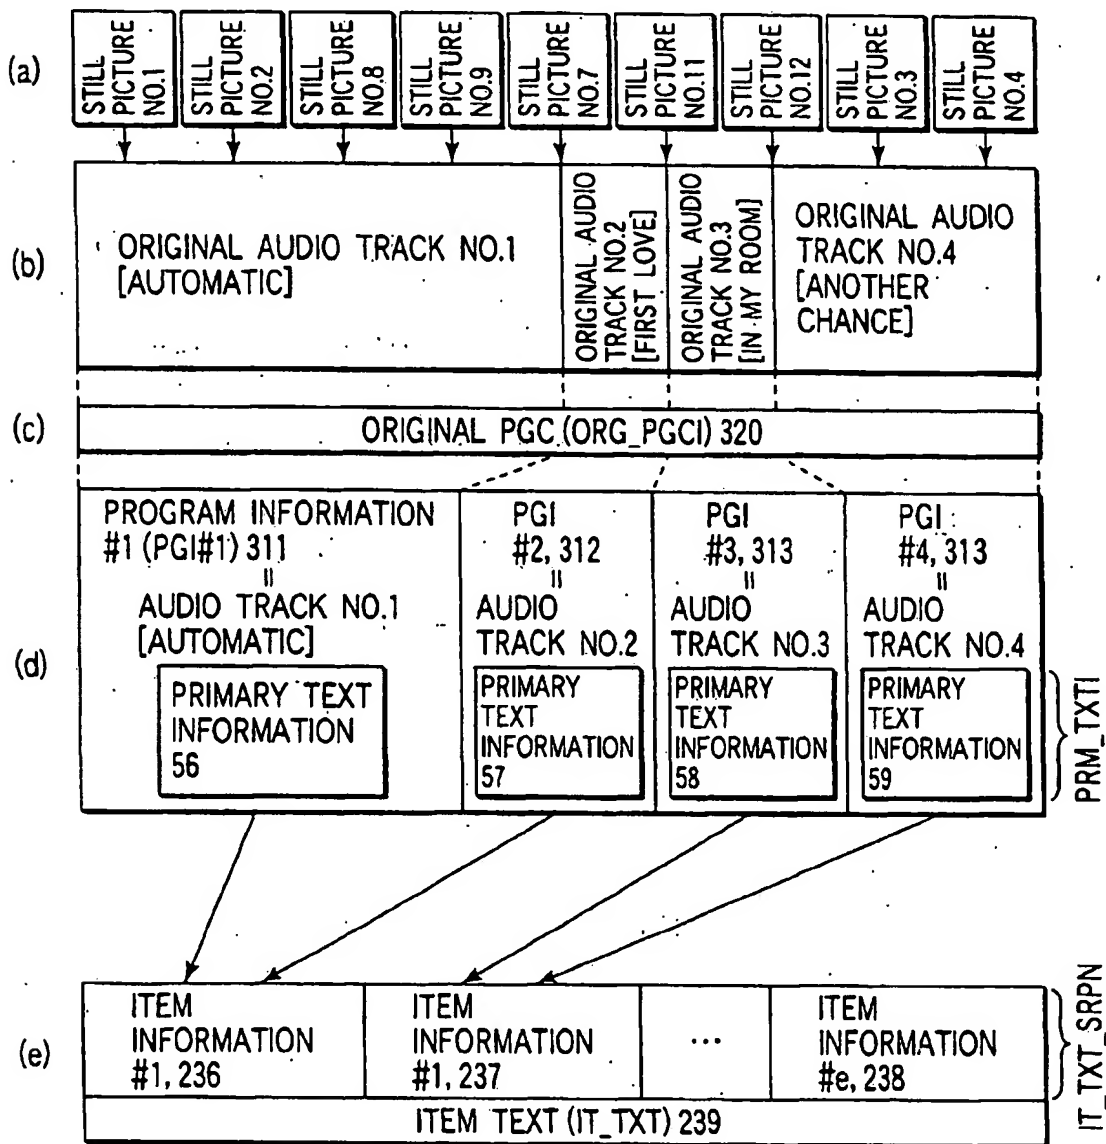 (a)
STILL
PICTURE
NO.1
STILL
PICTURE
NO.2
STILL
PICTURE
NO.8
STILL
PICTURE
NO.9
STILL
PICTURE
NO.7
STILL
PICTURE
NO.11
STILL
PICTURE
NO.12
STILL
PICTURE
NO.3
STILL
PICTURE
NO.4
(b)
ORIGINAL AUDIO TRACK NO.1
[AUTOMATIC]
ORIGINAL AUDIO
TRACK NO.2
[FIRST LOVE]
ORIGINAL AUDIO
TRACK NO.3
[IN MY ROOM]
ORIGINAL AUDIO
TRACK NO.4
[ANOTHER
CHANCE]
(c)
ORIGINAL PGC (ORG_PGCI) 320
(d)
PROGRAM INFORMATION
#1 (PGI#1) 311
=
AUDIO TRACK NO.1
[AUTOMATIC]
PRIMARY TEXT
INFORMATION
56
PGI
#2, 312
=
AUDIO
TRACK NO.2
PRIMARY
TEXT
INFORMATION
57
PGI
#3, 313
=
AUDIO
TRACK NO.3
PRIMARY
TEXT
INFORMATION
58
PGI
#4, 313
=
AUDIO
TRACK NO.4
PRIMARY
TEXT
INFORMATION
59
PRM_TXTI
(e)
ITEM
INFORMATION
#1, 236
ITEM
INFORMATION
#1, 237
...
ITEM
INFORMATION
#e, 238
IT_TXT_SRPN
ITEM TEXT (IT_TXT) 239